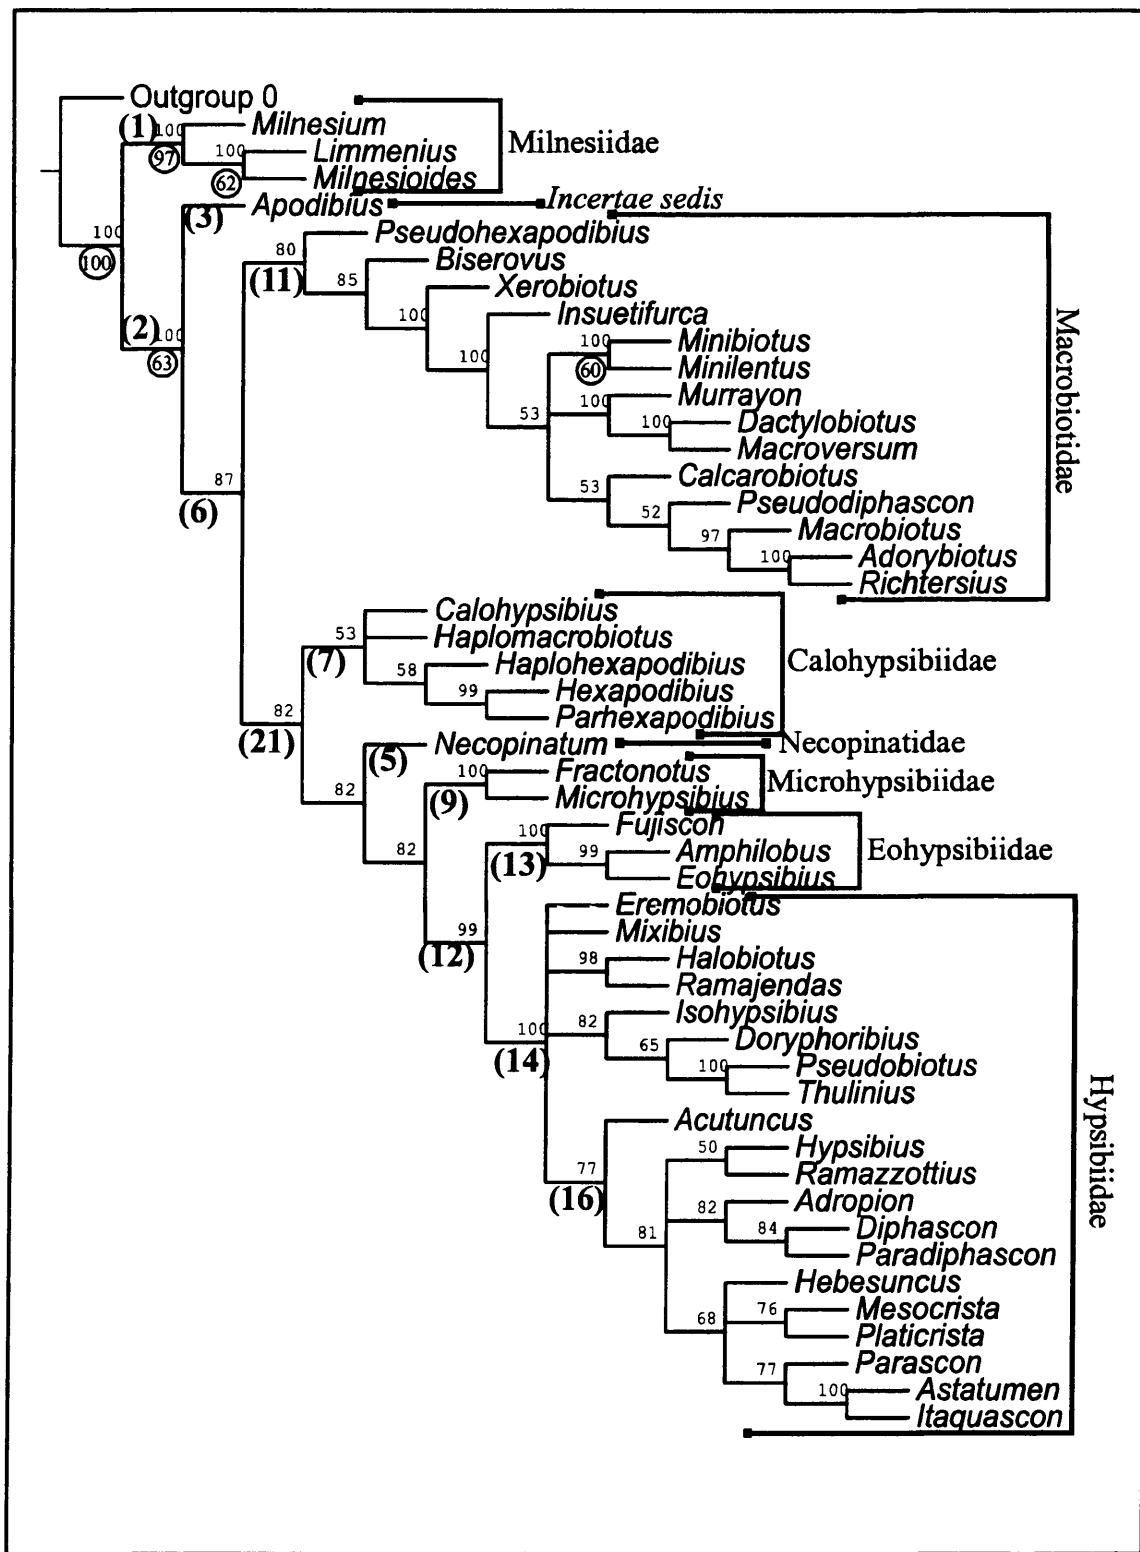 Outgroup 0
(1) 100 Milnesium
97 100 Limmenius Milnesiidae
62 Milnesioides
(3) Apodibius Incertae sedis
100 80 Pseudohexapodibius
100 (11) 85 Biserovus
100 Xerobiotus
(2) 100 100 Insuetifurca
63 100 Minibiotus
60 Minilentus
53 100 Murrayon
100 Dactylobiotus
Macroversum
Macrobiotidae
87 53 Calcarobiotus
(6) 52 Pseudodiphascon
97 Macrobiotus
100 Adorybiotus
Richtersius
Calohypsibius
53 Haplomacrobiotus
(7) 58 Haplohexapodibius Calohypsibiidae
99 Hexapodibius
82 Parhexapodibius
(21) (5) Necopinatum Necopinatidae
82 100 Fractonotus
(9) Microhypsibius Microhypsibiidae
82 100 Fujiscon
(13) 99 Amphilobus Eohypsibiidae
Eohypsibius
99 Eremobiotus
(12) Mixibius
98 Halobiotus
Ramajendas
100 82 Isohypsibius
(14) 65 Doryphoribius
100 Pseudobiotus
Thulinius
Hypsibiidae
Acutuncus
77 50 Hypsibius
(16) Ramazzottius
82 Adropion
81 84 Diphascon
Paradiphascon
Hebesuncus
68 76 Mesocrista
Platicrista
77 Parascon
100 Astatumen
Itaquascon